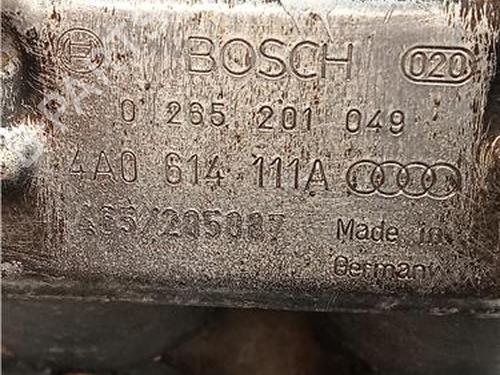 BOSCH 020
0 265 201 049
4A0 614 111A
Made in
Germany